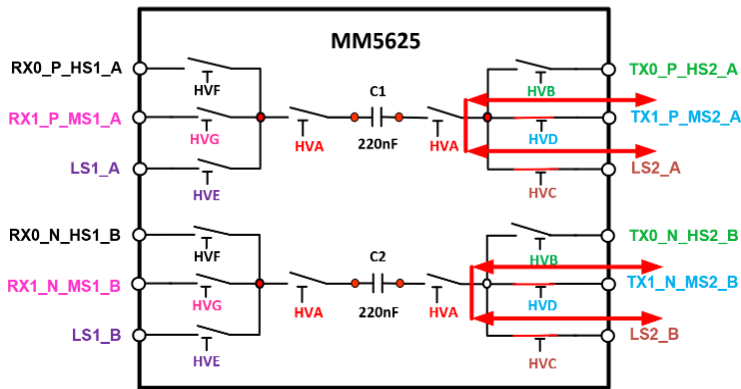 MM5625
RX0_P_HS1_A
HVF
C1
HVB
TX0_P_HS2_A
RX1_P_MS1_A
HVG
HVA
220nF
HVA
HVD
TX1_P_MS2_A
LS1_A
HVE
HVC
LS2_A
RX0_N_HS1_B
HVF
C2
HVB
TX0_N_HS2_B
RX1_N_MS1_B
HVG
HVA
220nF
HVA
HVD
TX1_N_MS2_B
LS1_B
HVE
HVC
LS2_B